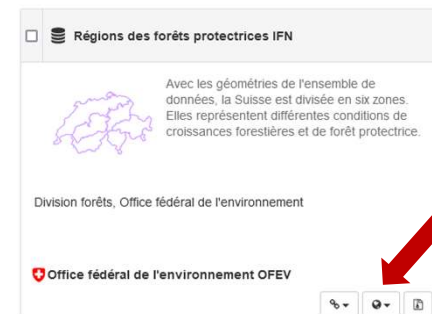 Régions des forêts protectrices IFN
Avec les géométries de l'ensemble de
données, la Suisse est divisée en six zones.
Elles représentent différentes conditions de
croissances forestières et de forêt protectrice.
Division forêts, Office fédéral de l'environnement
Office fédéral de l'environnement OFEV